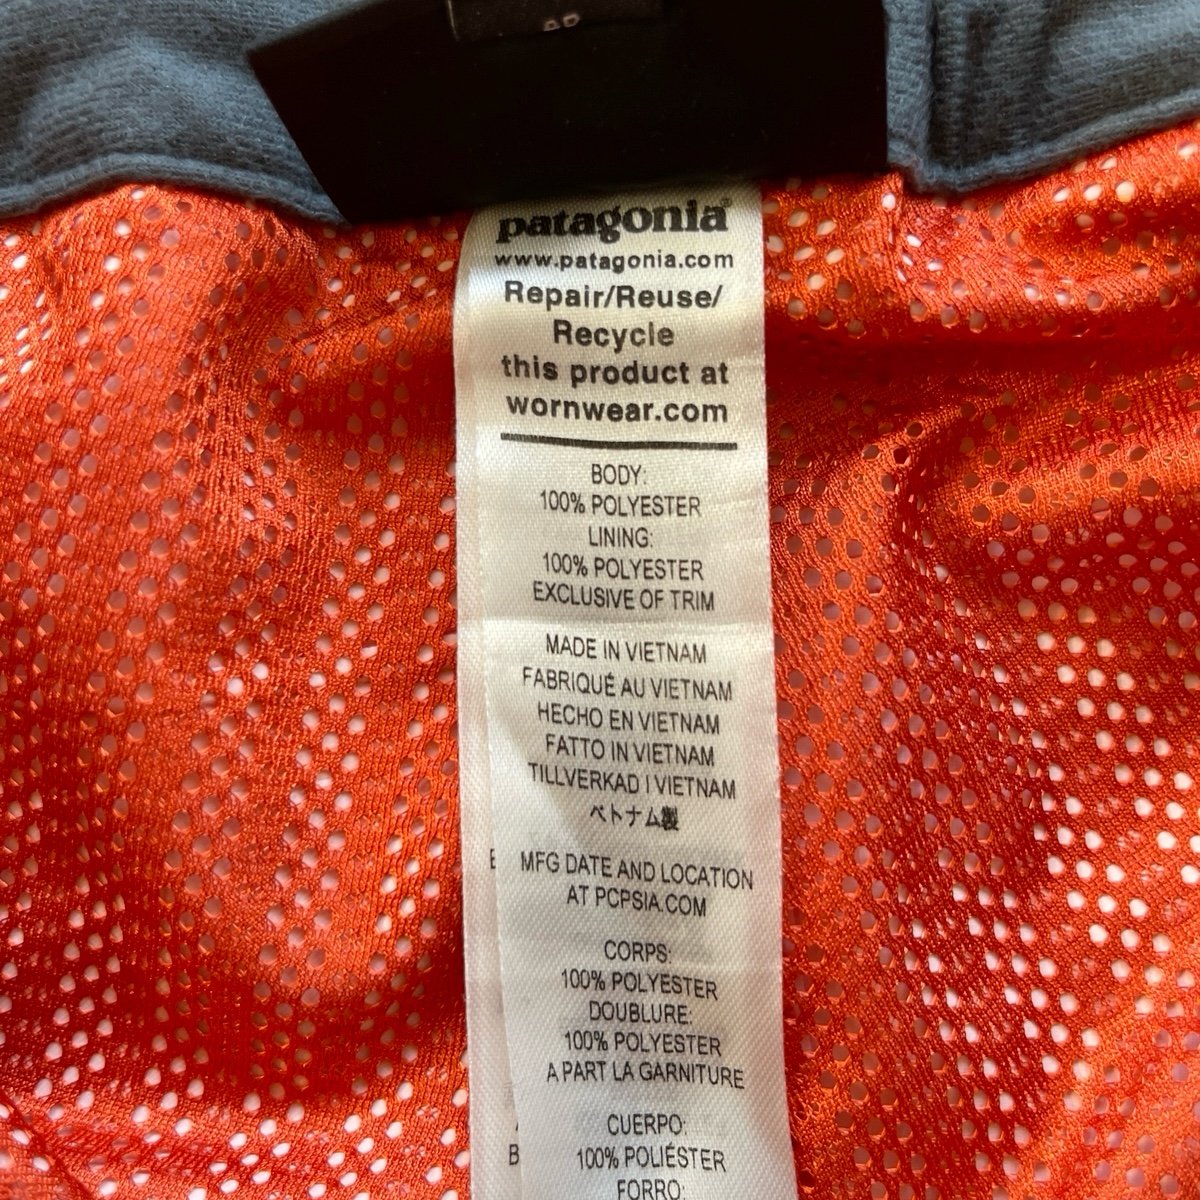 patagonia®
www.patagonia.com
Repair/Reuse/
Recycle
this product at
wornwear.com
BODY:
100% POLYESTER
LINING:
100% POLYESTER
EXCLUSIVE OF TRIM
MADE IN VIETNAM
FABRIQUÉ AU VIETNAM
HECHO EN VIETNAM
FATTO IN VIETNAM
TILLVERKAD I VIETNAM
ベトナム製
MFG DATE AND LOCATION
AT PCPSIA.COM
CORPS:
100% POLYESTER
DOUBLURE:
100% POLYESTER
A PART LA GARNITURE
CUERPO:
100% POLIÉSTER
FORRO: